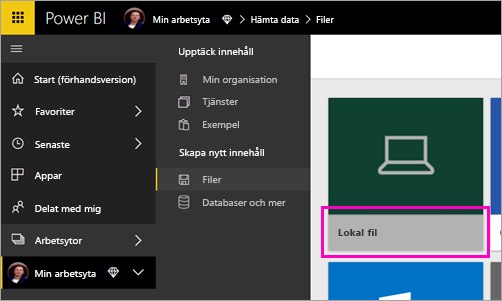 Power BI Min arbetsyta > Hämta data > Filer
Start (förhandsversion)
Favoriter
Senaste
Appar
Delat med mig
Arbetsytor
Min arbetsyta
Upptäck innehåll
Min organisation
Tjänster
Exempel
Skapa nytt innehåll
Filer
Databaser och mer
Lokal fil